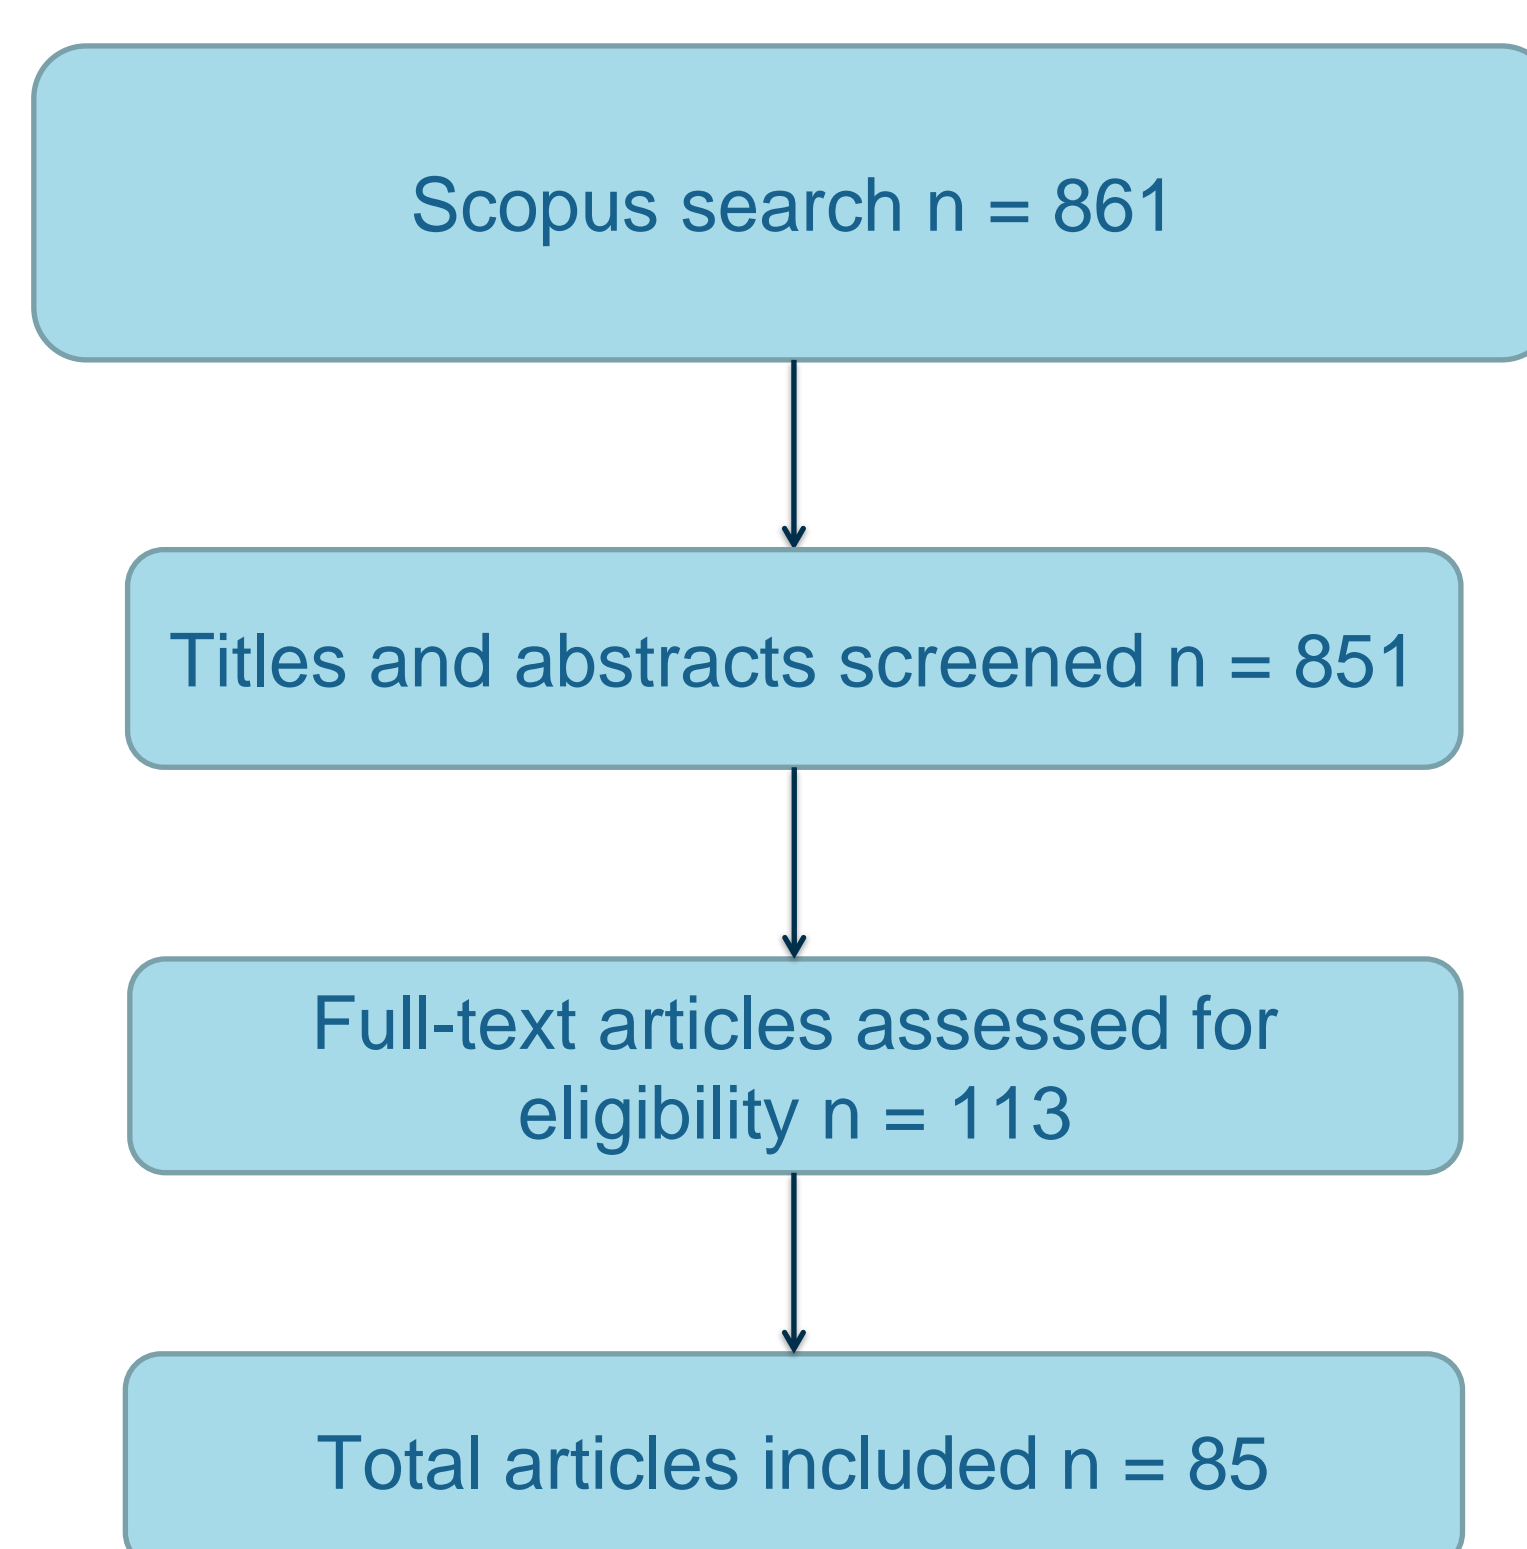 Scopus search n = 861
Titles and abstracts screened n = 851
Full-text articles assessed for
eligibility n = 113
Total articles included n = 85